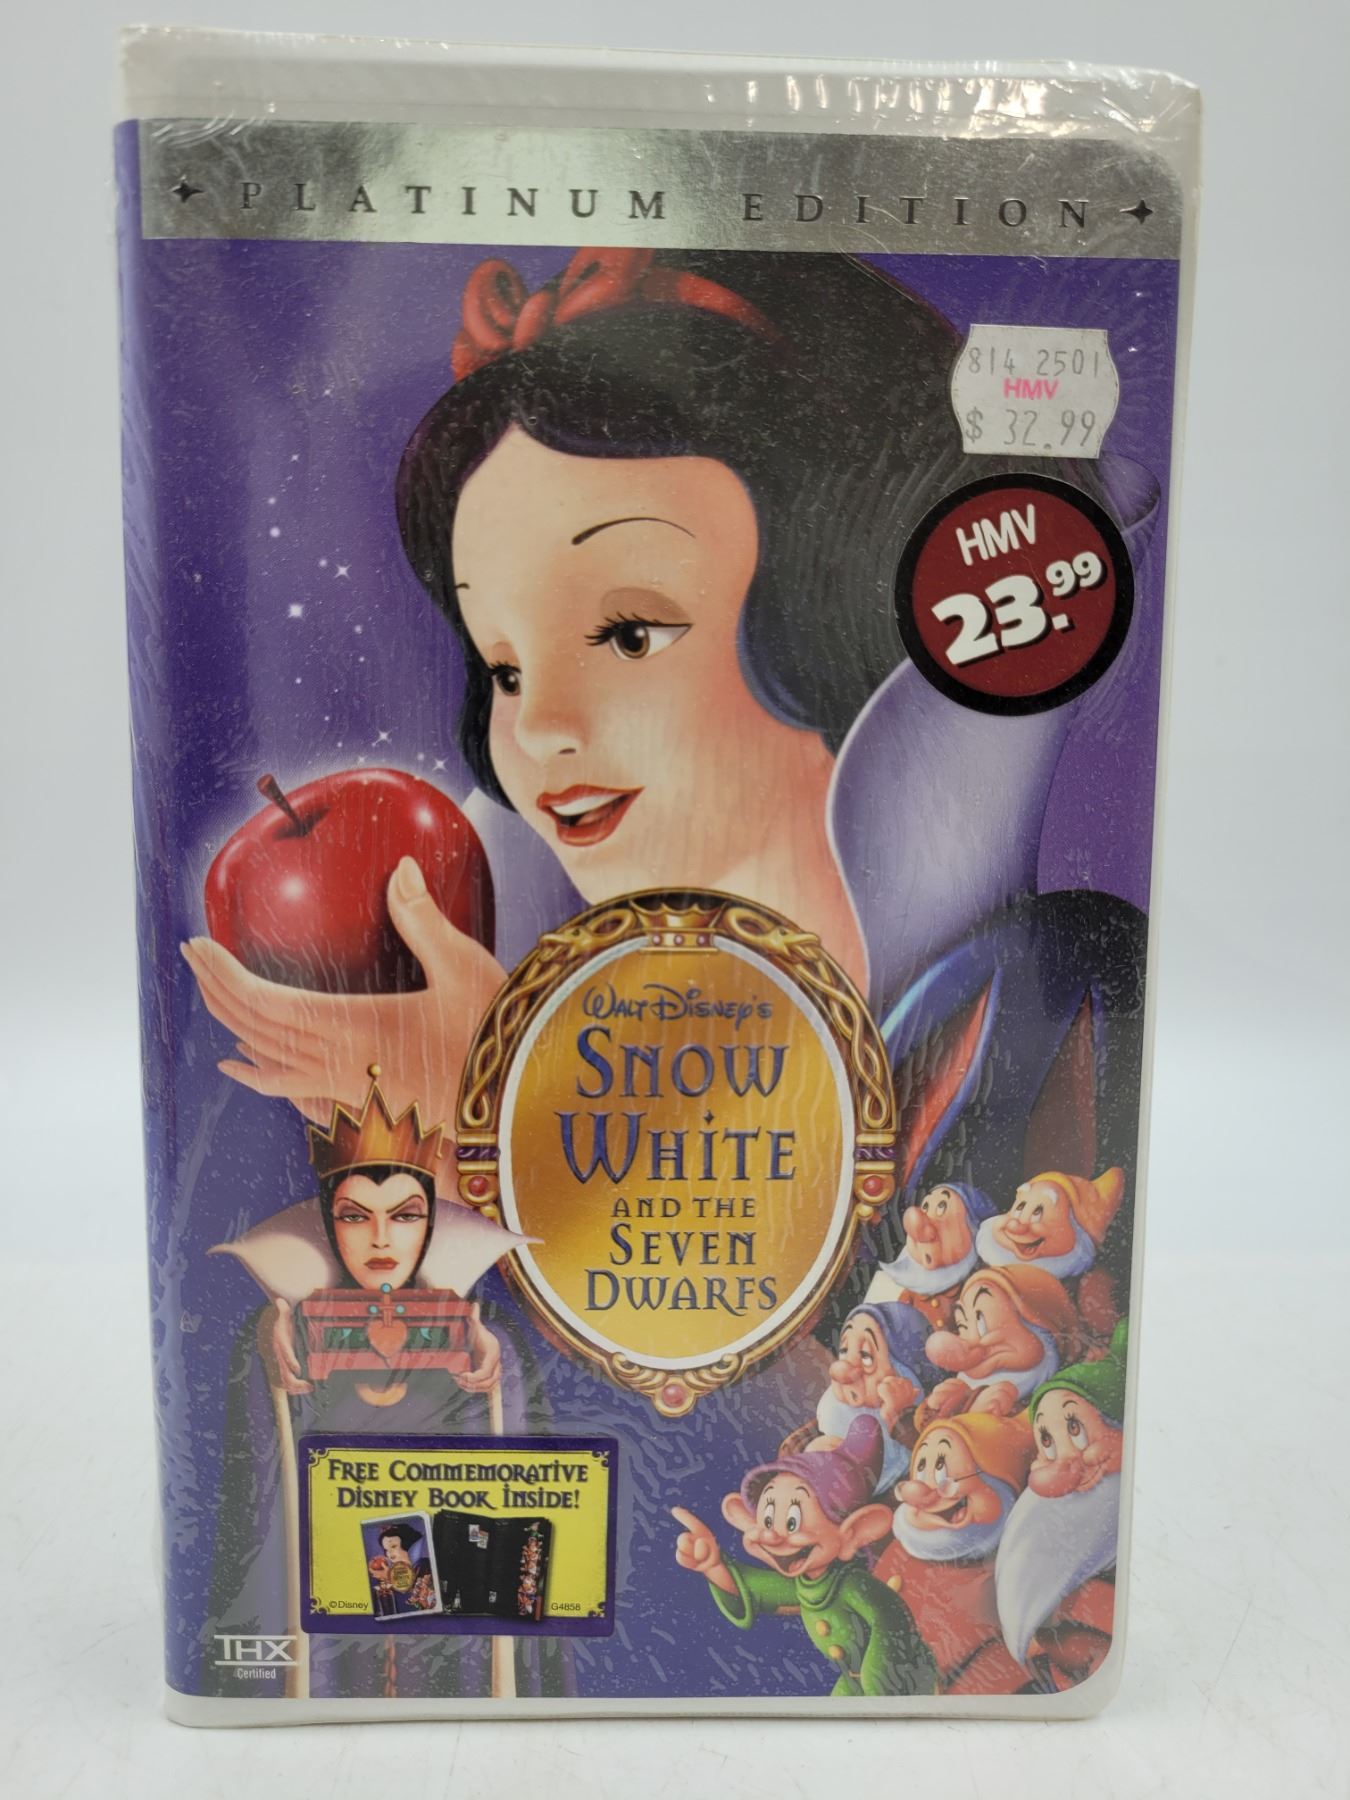 PLATINUM EDITION
814 2501
HMV
$ 32.99
HMV
23.99
WALT DISNEY'S
SNOW
WHITE
AND THE
SEVEN
DWARFS
FREE COMMEMORATIVE
DISNEY BOOK INSIDE!
©Disney
G4858
THX
Certified